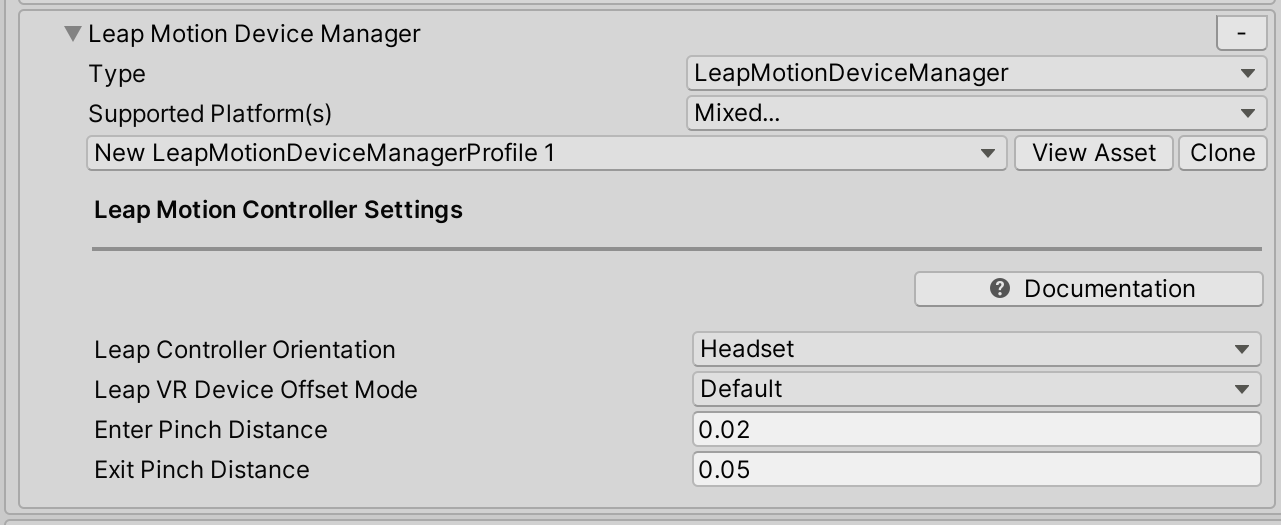 Leap Motion Device Manager -
Type LeapMotionDeviceManager
Supported Platform(s) Mixed...
New LeapMotionDeviceManagerProfile 1 View Asset Clone
Leap Motion Controller Settings
? Documentation
Leap Controller Orientation Headset
Leap VR Device Offset Mode Default
Enter Pinch Distance 0.02
Exit Pinch Distance 0.05